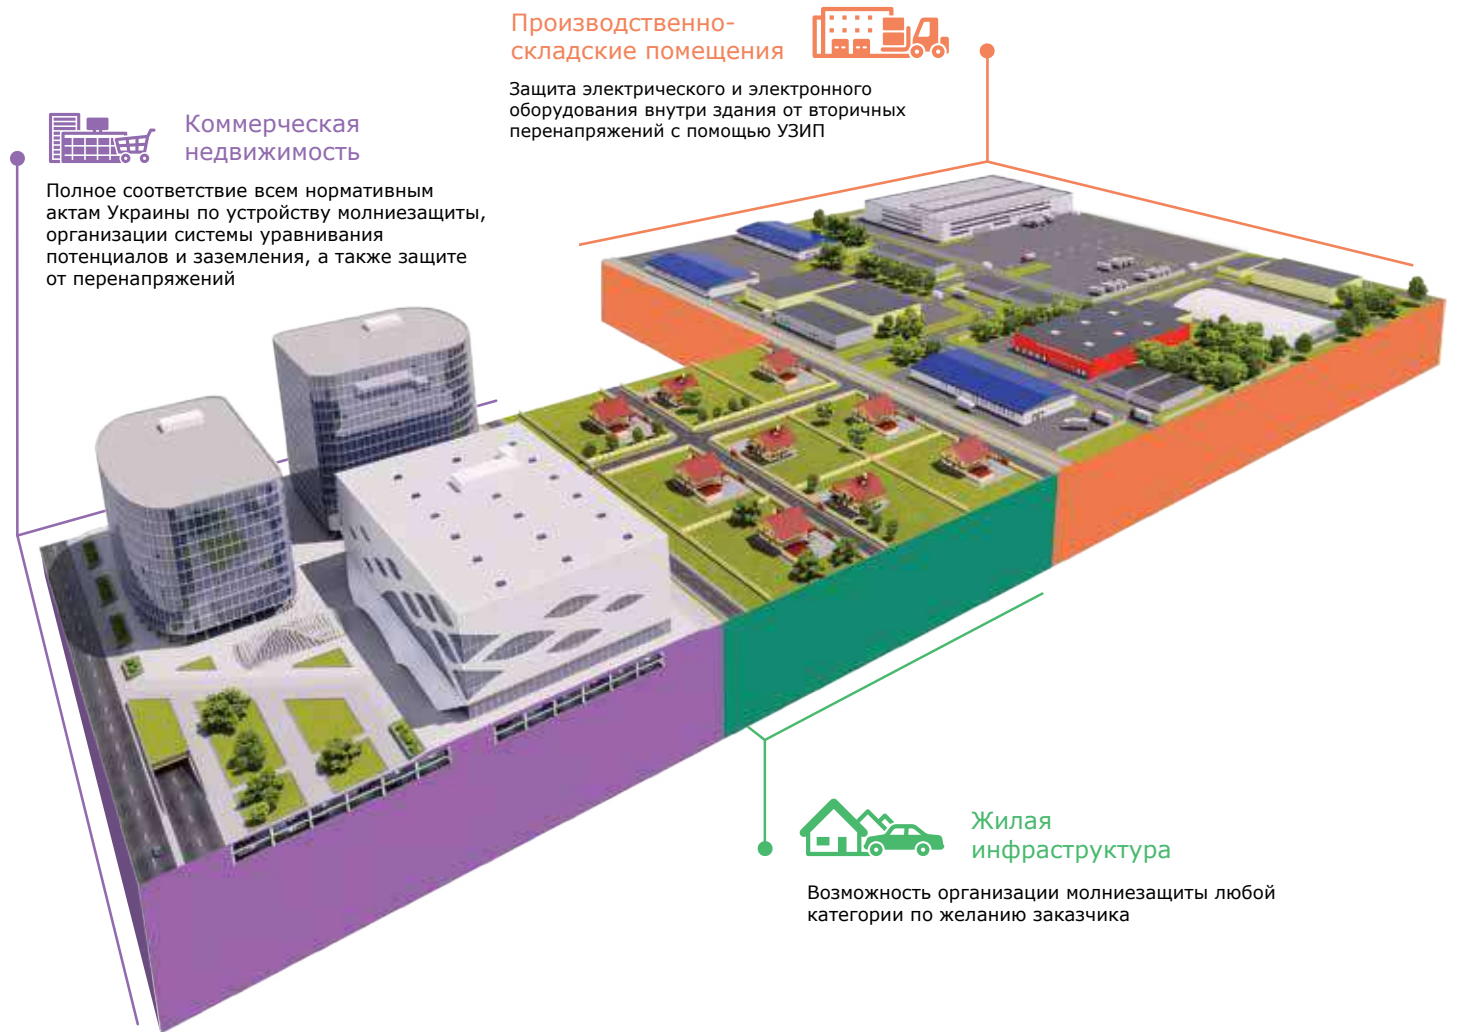 Производственно-
складские помещения
Защита электрического и электронного
оборудования внутри здания от вторичных
перенапряжений с помощью УЗИП
Коммерческая
недвижимость
Полное соответствие всем нормативным
актам Украины по устройству молниезащиты,
организации системы уравнивания
потенциалов и заземления, а также защите
от перенапряжений
Жилая
инфраструктура
Возможность организации молниезащиты любой
категории по желанию заказчика